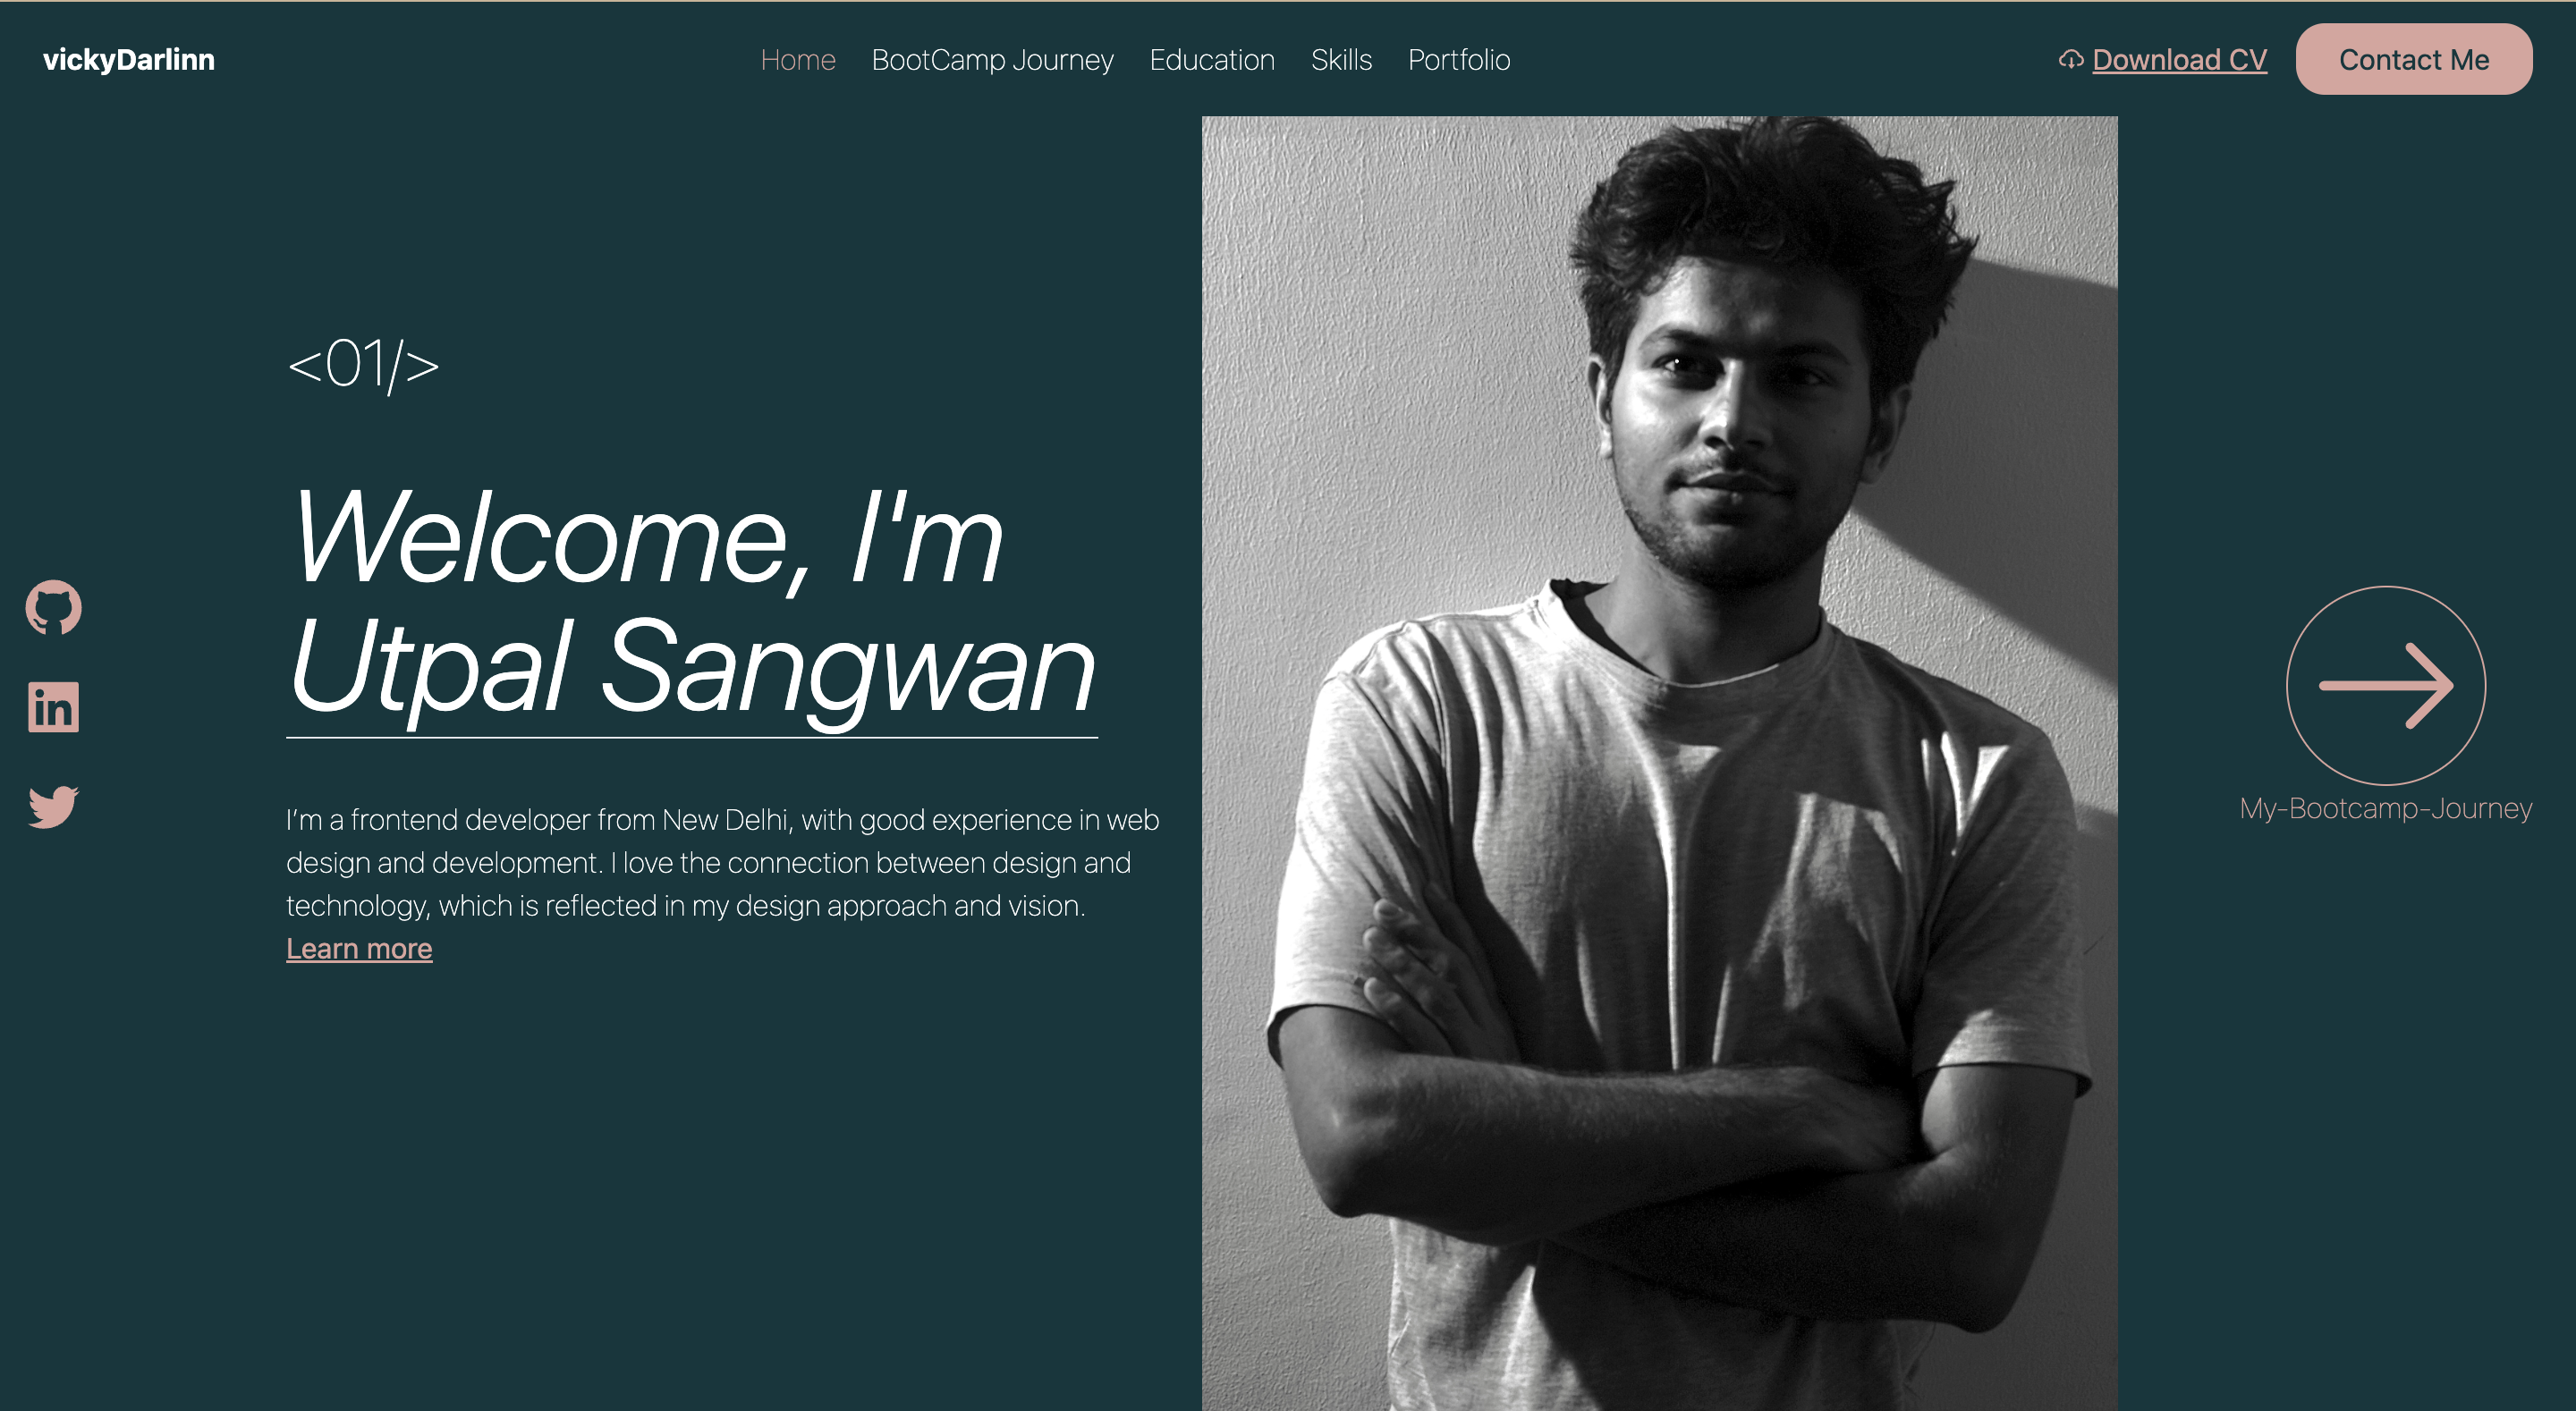 vickyDarlinn
Home BootCamp Journey Education Skills Portfolio
Download CV
Contact Me
<01/>
Welcome, I'm
Utpal Sangwan
I’m a frontend developer from New Delhi, with good experience in web
design and development. I love the connection between design and
technology, which is reflected in my design approach and vision.
Learn more
in
My-Bootcamp-Journey